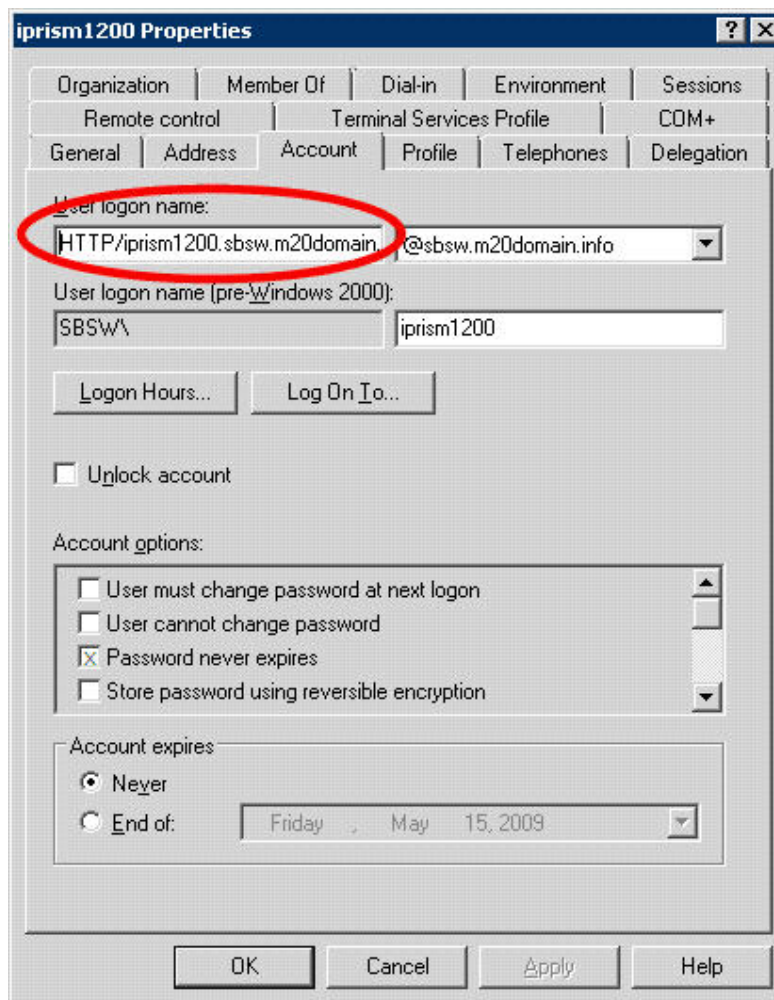 iprism1200 Properties
Organization Member Of Dial-in Environment Sessions
Remote control Terminal Services Profile COM+
General Address Account Profile Telephones Delegation
User logon name:
HTTP/iprism1200.sbsw.m20domain. @sbsw.m20domain.info
User logon name (pre-Windows 2000):
SBSW\ iprism1200
Logon Hours... Log On To...
Unlock account
Account options:
User must change password at next logon
User cannot change password
Password never expires
Store password using reversible encryption
Account expires
Never
End of: Friday , May 15, 2009
OK Cancel Apply Help